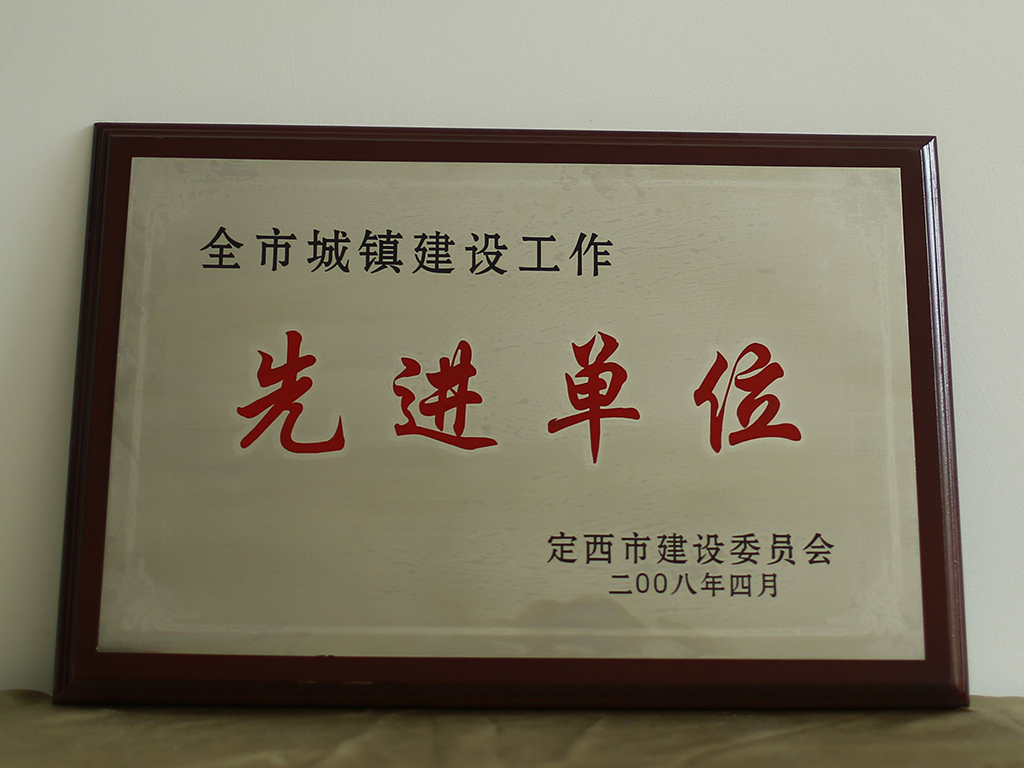 全市城镇建设工作
先进单位
定西市建设委员会
二00八年四月